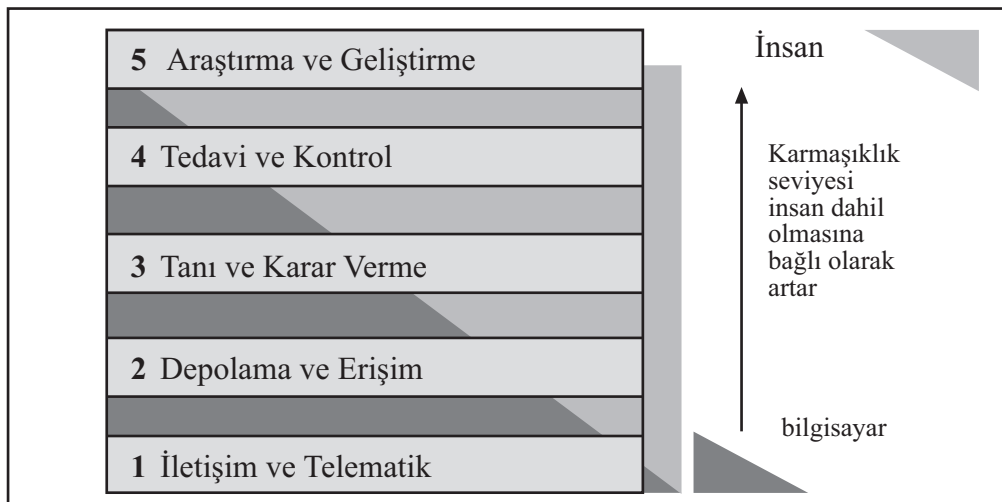 5 Araştırma ve Geliştirme
4 Tedavi ve Kontrol
3 Tanı ve Karar Verme
2 Depolama ve Erişim
1 İletişim ve Telematik
İnsan
Karmaşıklık
seviyesi
insan dahil
olmasına
bağlı olarak
artar
bilgisayar